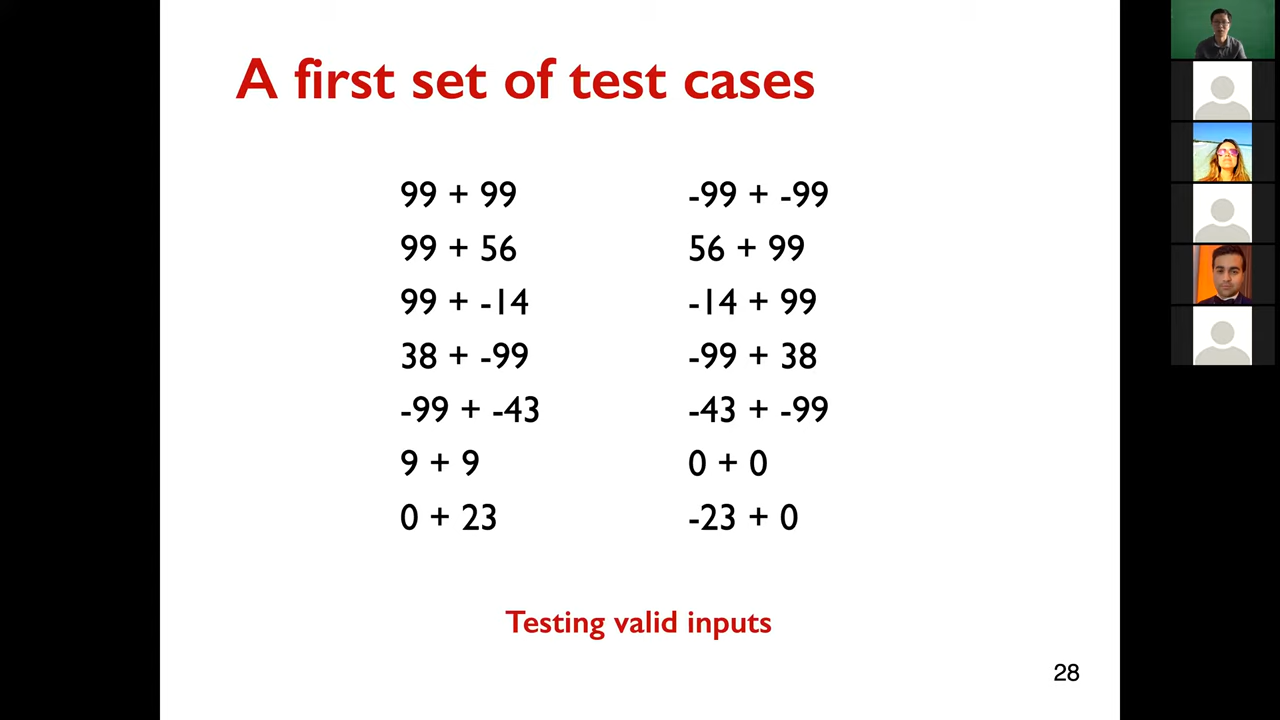 A first set of test cases
99 + 99
-99 + -99
99 + 56
56 + 99
99 + -14
-14 + 99
38 + -99
-99 + 38
-99 + -43
-43 + -99
9 + 9
0 + 0
0 + 23
-23 + 0
Testing valid inputs
28